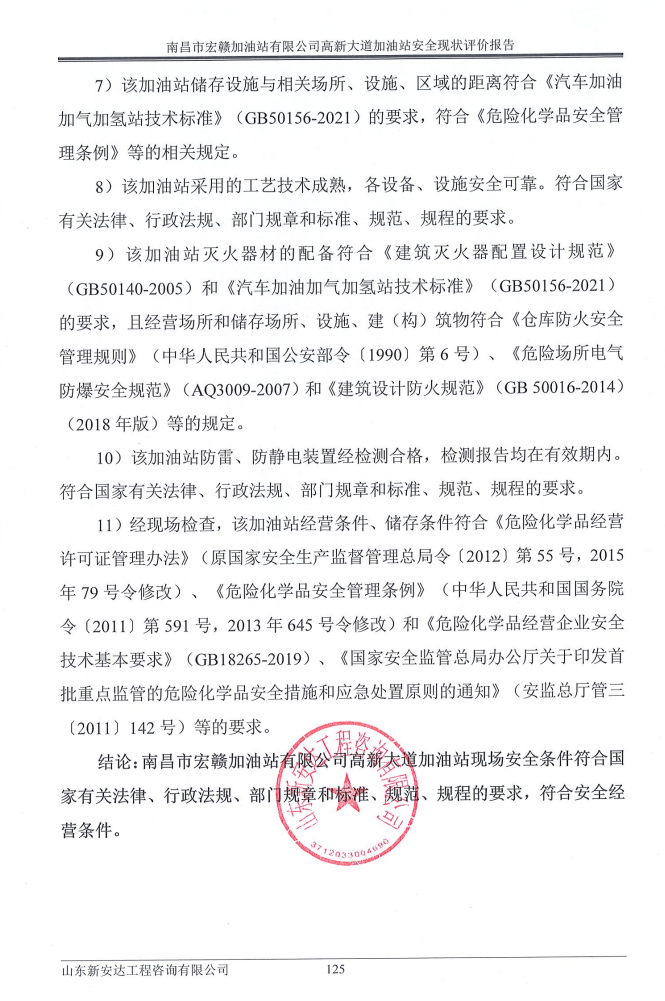 南昌市宏赣加油站有限公司高新大道加油站安全现状评价报告
7）该加油站储存设施与相关场所、设施、区域的距离符合《汽车加油
加气加氢站技术标准》（GB50156-2021）的要求，符合《危险化学品安全管
理条例》等的相关规定。
8）该加油站采用的工艺技术成熟，各设备、设施安全可靠。符合国家
有关法律、行政法规、部门规章和标准、规范、规程的要求。
9）该加油站灭火器材的配备符合《建筑灭火器配置设计规范》
（GB50140-2005）和《汽车加油加气加氢站技术标准》（GB50156-2021）
的要求，且经营场所和储存场所、设施、建（构）筑物符合《仓库防火安全
管理规则》（中华人民共和国公安部令〔1990〕第 6 号）、《危险场所电气
防爆安全规范》（AQ3009-2007）和《建筑设计防火规范》（GB 50016-2014）
（2018 年版）等的规定。
10）该加油站防雷、防静电装置经检测合格，检测报告均在有效期内。
符合国家有关法律、行政法规、部门规章和标准、规范、规程的要求。
11）经现场检查，该加油站经营条件、储存条件符合《危险化学品经营
许可证管理办法》（原国家安全生产监督管理总局令〔2012〕第 55 号，2015
年 79 号令修改）、《危险化学品安全管理条例》（中华人民共和国国务院
令〔2011〕第 591 号，2013 年 645 号令修改）和《危险化学品经营企业安全
技术基本要求》（GB18265-2019）、《国家安全监管总局办公厅关于印发首
批重点监管的危险化学品安全措施和应急处置原则的通知》（安监总厅管三
〔2011〕142 号）等的要求。
结论：南昌市宏赣加油站有限公司高新大道加油站现场安全条件符合国
家有关法律、行政法规、部门规章和标准、规范、规程的要求，符合安全经
营条件。
山东新安达工程咨询有限公司
3712033004690
山东新安达工程咨询有限公司
125